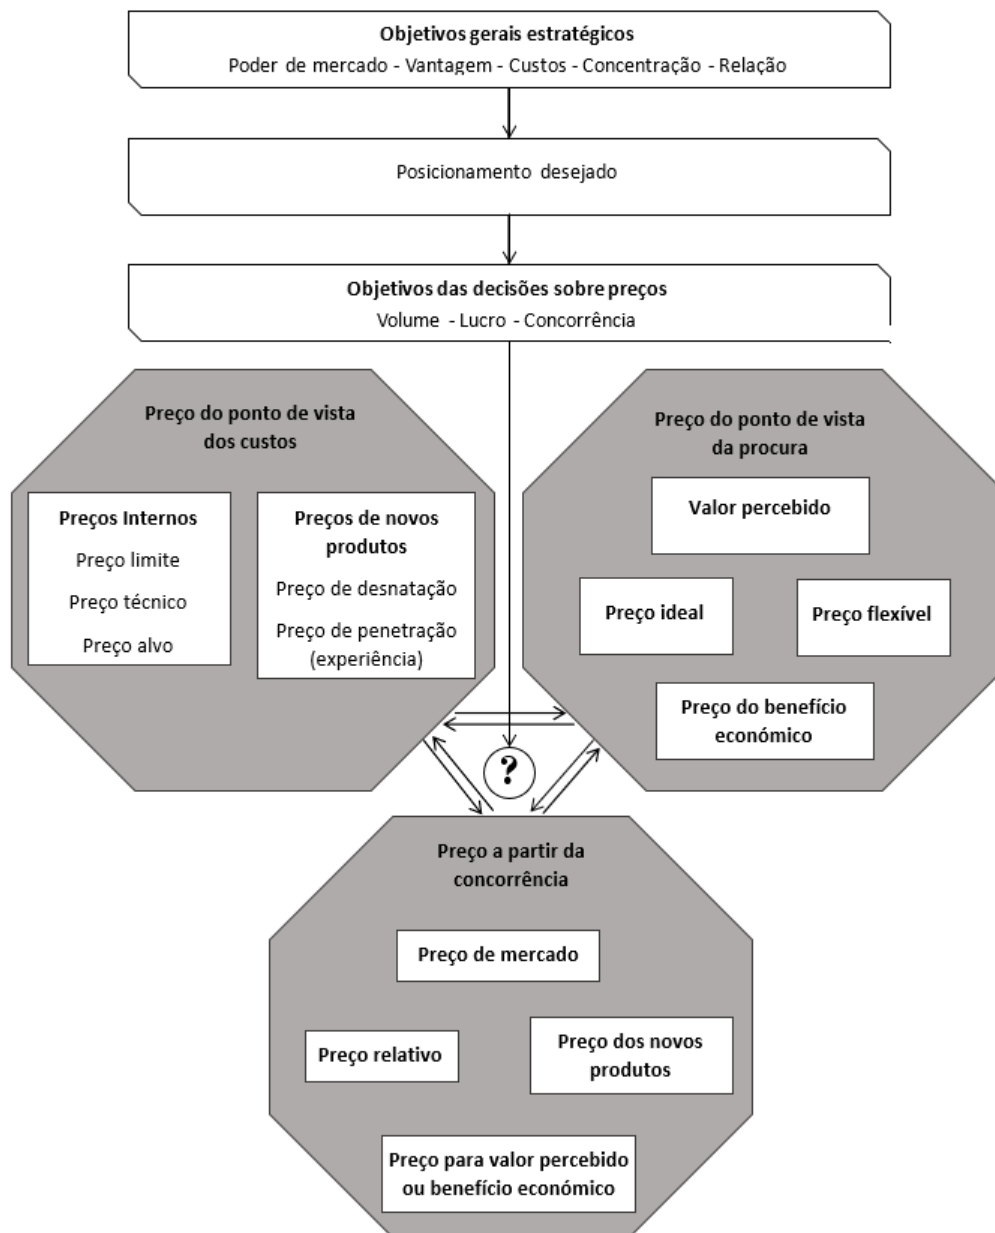 Objetivos gerais estratégicos
Poder de mercado - Vantagem - Custos - Concentração - Relação
Posicionamento desejado
Objetivos das decisões sobre preços
Volume - Lucro - Concorrência
Preço do ponto de vista
dos custos
Preços Internos
Preço limite
Preço técnico
Preço alvo
Preços de novos
produtos
Preço de desnatação
Preço de penetração
(experiência)
Preço do ponto de vista
da procura
Valor percebido
Preço ideal
Preço flexível
Preço do benefício
económico
?
Preço a partir da
concorrência
Preço de mercado
Preço relativo
Preço dos novos
produtos
Preço para valor percebido
ou benefício económico